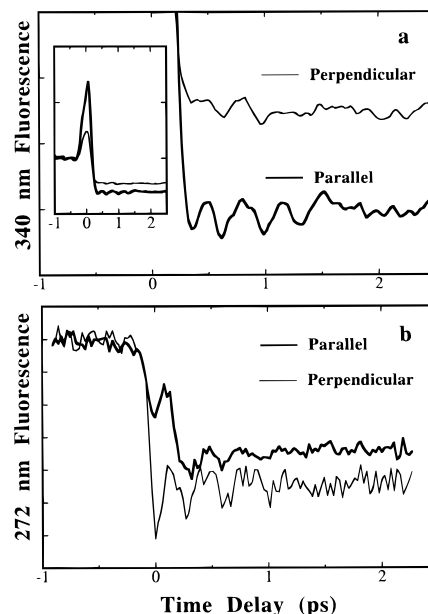 a
Perpendicular
Parallel
340 nm Fluorescence
-1 0 1 2
-1 0 1 2
b
Parallel
Perpendicular
272 nm Fluorescence
-1 0 1 2
Time Delay (ps)